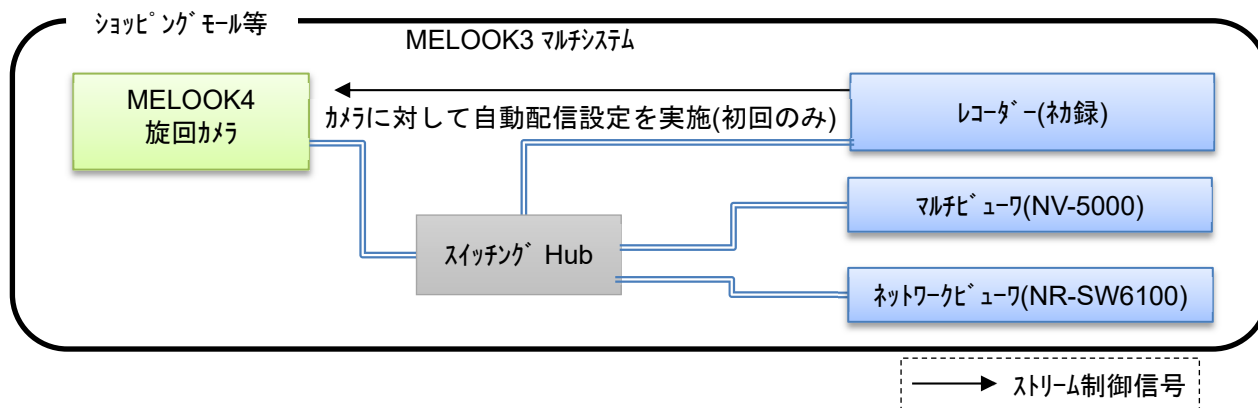 ｼｮｯﾋﾟﾝｸﾞﾓｰﾙ等
MELOOK3 ﾏﾙﾁｼｽﾃﾑ
MELOOK4
旋回ｶﾒﾗ
ｶﾒﾗに対して自動配信設定を実施(初回のみ)
ﾚｺｰﾀﾞｰ(ﾈｶ録)
ﾏﾙﾁﾋﾞｭｰﾜ(NV-5000)
ｽｲｯﾁﾝｸﾞ Hub
ﾈｯﾄﾜｰｸﾋﾞｭｰﾜ(NR-SW6100)
ｽﾄﾘｰﾑ制御信号